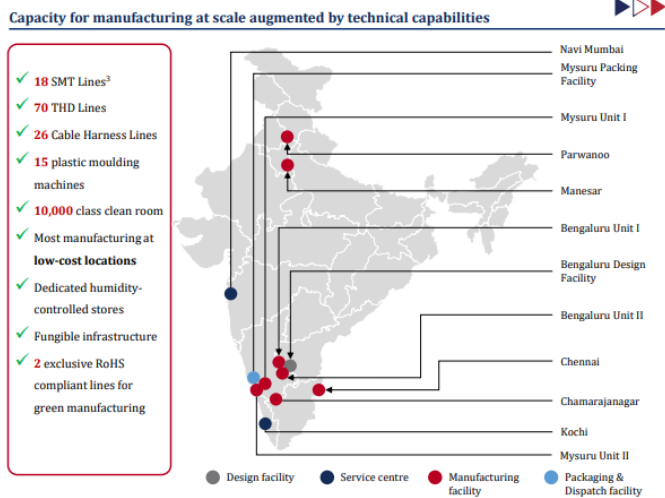 Capacity for manufacturing at scale augmented by technical capabilities
18 SMT Lines³
70 THD Lines
26 Cable Harness Lines
15 plastic moulding
machines
10,000 class clean room
Most manufacturing at
low-cost locations
Dedicated humidity-
controlled stores
Fungible infrastructure
2 exclusive RoHS
compliant lines for
green manufacturing
Navi Mumbai
Mysuru Packing
Facility
Mysuru Unit I
Parwanoo
Manesar
Bengaluru Unit I
Bengaluru Design
Facility
Bengaluru Unit II
Chennai
Chamarajanagar
Kochi
Mysuru Unit II
Design facility
Service centre
Manufacturing
facility
Packaging &
Dispatch facility